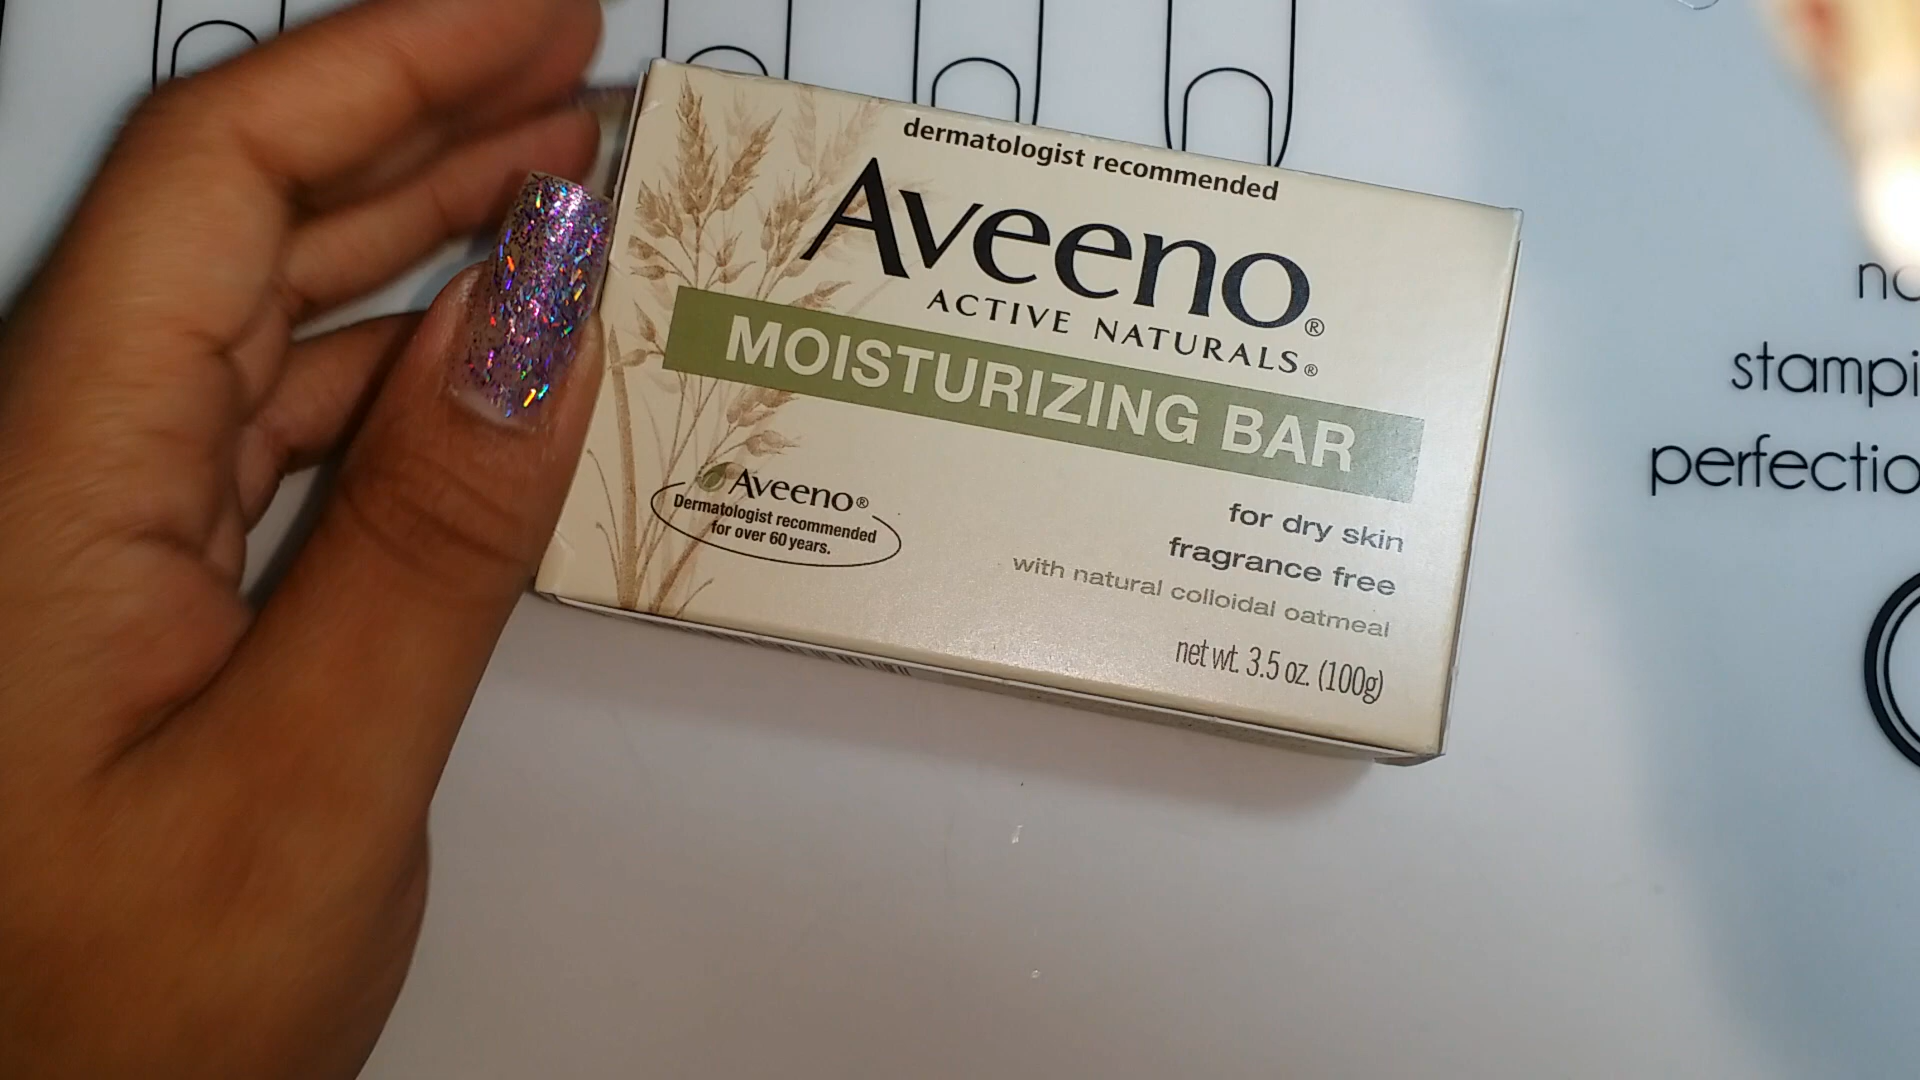 dermatologist recommended
Aveeno®
ACTIVE NATURALS®
MOISTURIZING BAR
Aveeno®
Dermatologist recommended
for over 60 years.
for dry skin
fragrance free
with natural colloidal oatmeal
net wt. 3.5 oz. (100g)
stampi
perfectio